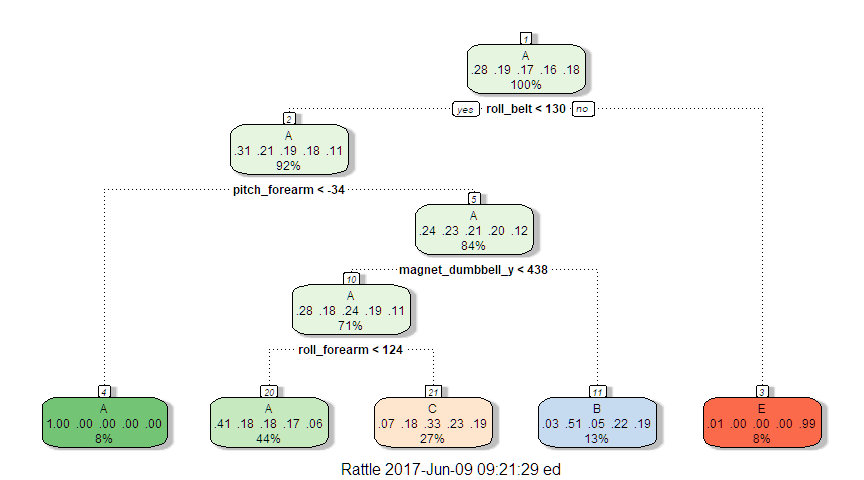 1
A
.28 .19 .17 .16 .18
100%
yes roll_belt < 130 no
2
A
.31 .21 .19 .18 .11
92%
pitch_forearm < -34
5
A
.24 .23 .21 .20 .12
84%
magnet_dumbbell_y < 438
10
A
.28 .18 .24 .19 .11
71%
roll_forearm < 124
4
A
1.00 .00 .00 .00 .00
8%
20
A
.41 .18 .18 .17 .06
44%
21
C
.07 .18 .33 .23 .19
27%
11
B
.03 .51 .05 .22 .19
13%
3
E
.01 .00 .00 .00 .99
8%
Rattle 2017-Jun-09 09:21:29 ed